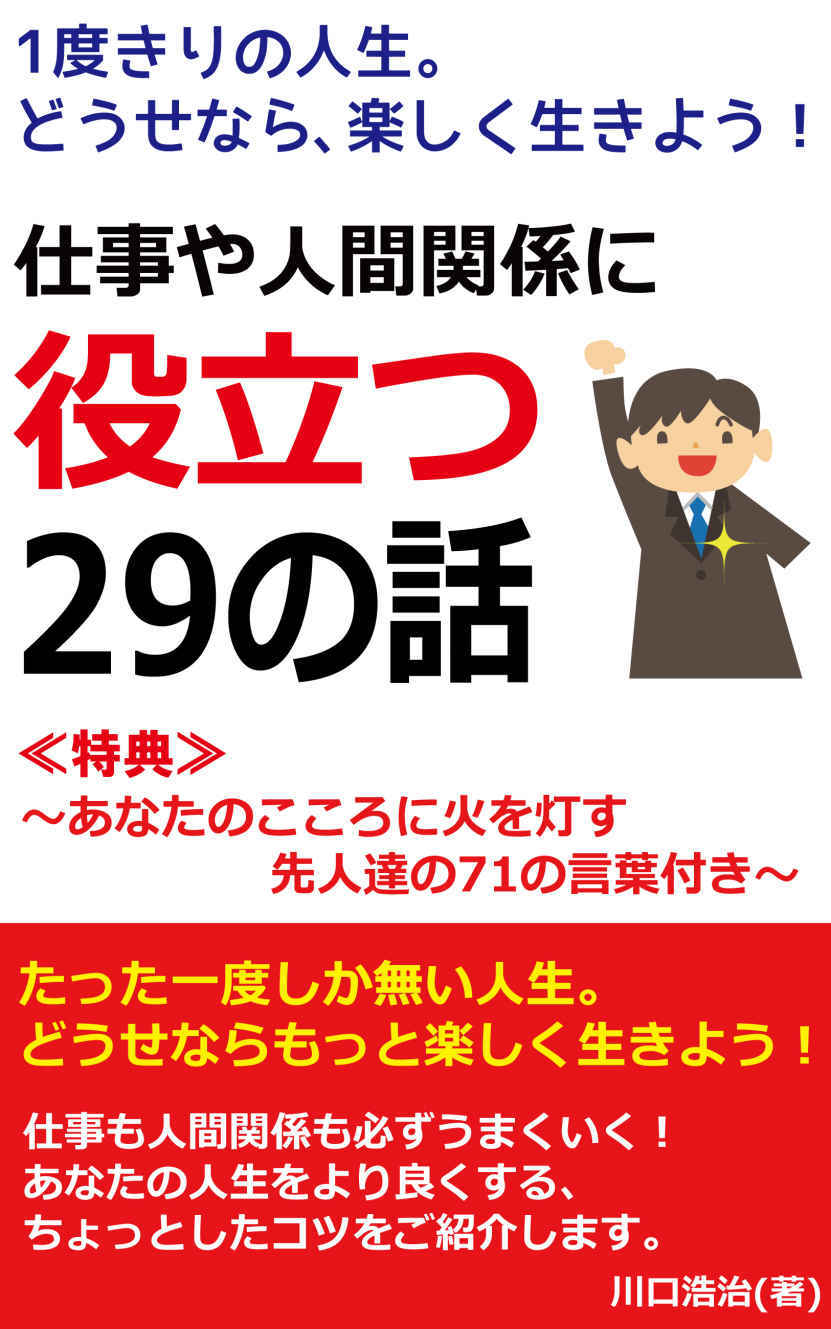 1度きりの人生。
どうせなら、楽しく生きよう！
仕事や人間関係に
役立つ
29の話
≪特典≫
～あなたのこころに火を灯す
先人達の71の言葉付き～
たった一度しか無い人生。
どうせならもっと楽しく生きよう！
仕事も人間関係も必ずうまくいく！
あなたの人生をより良くする、
ちょっとしたコツをご紹介します。
川口浩治(著)